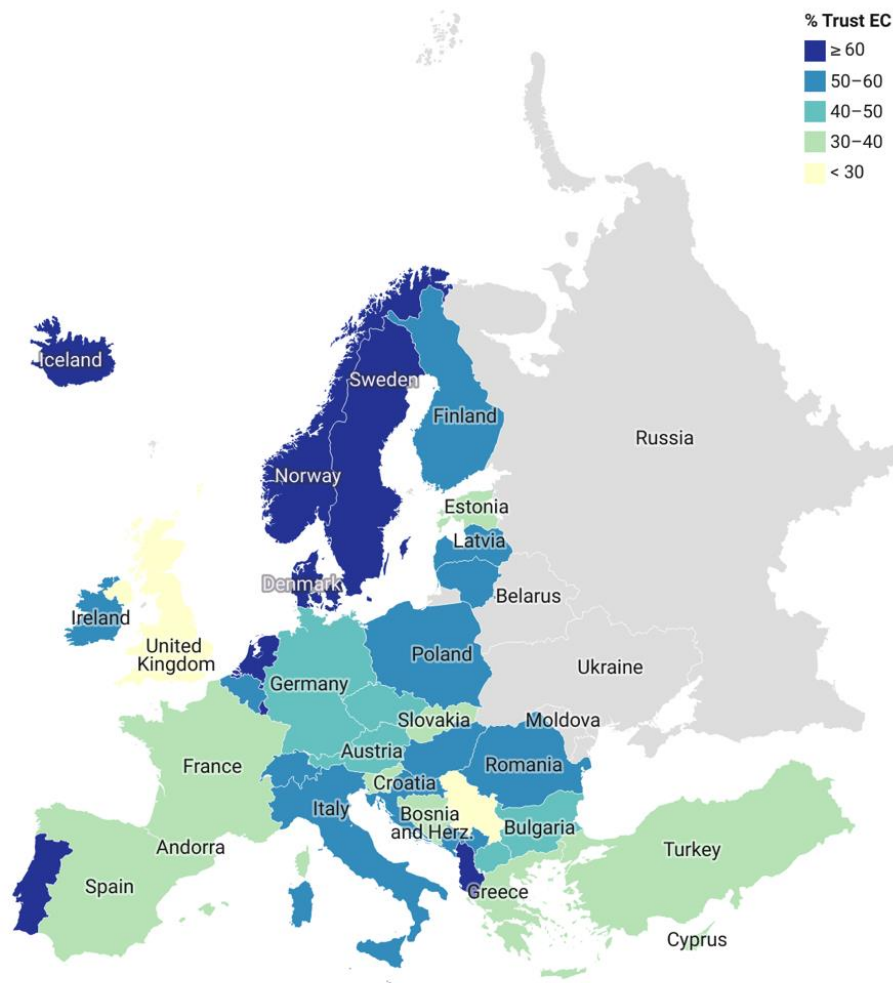 % Trust EC
≥ 60
50–60
40–50
30–40
< 30
Iceland
Sweden
Finland
Russia
Norway
Estonia
Latvia
Denmark
Belarus
Ireland
United
Kingdom
Poland
Ukraine
Germany
Slovakia
Moldova
Austria
France
Romania
Croatia
Italy
Bosnia
and Herz.
Bulgaria
Andorra
Turkey
Spain
Greece
Cyprus